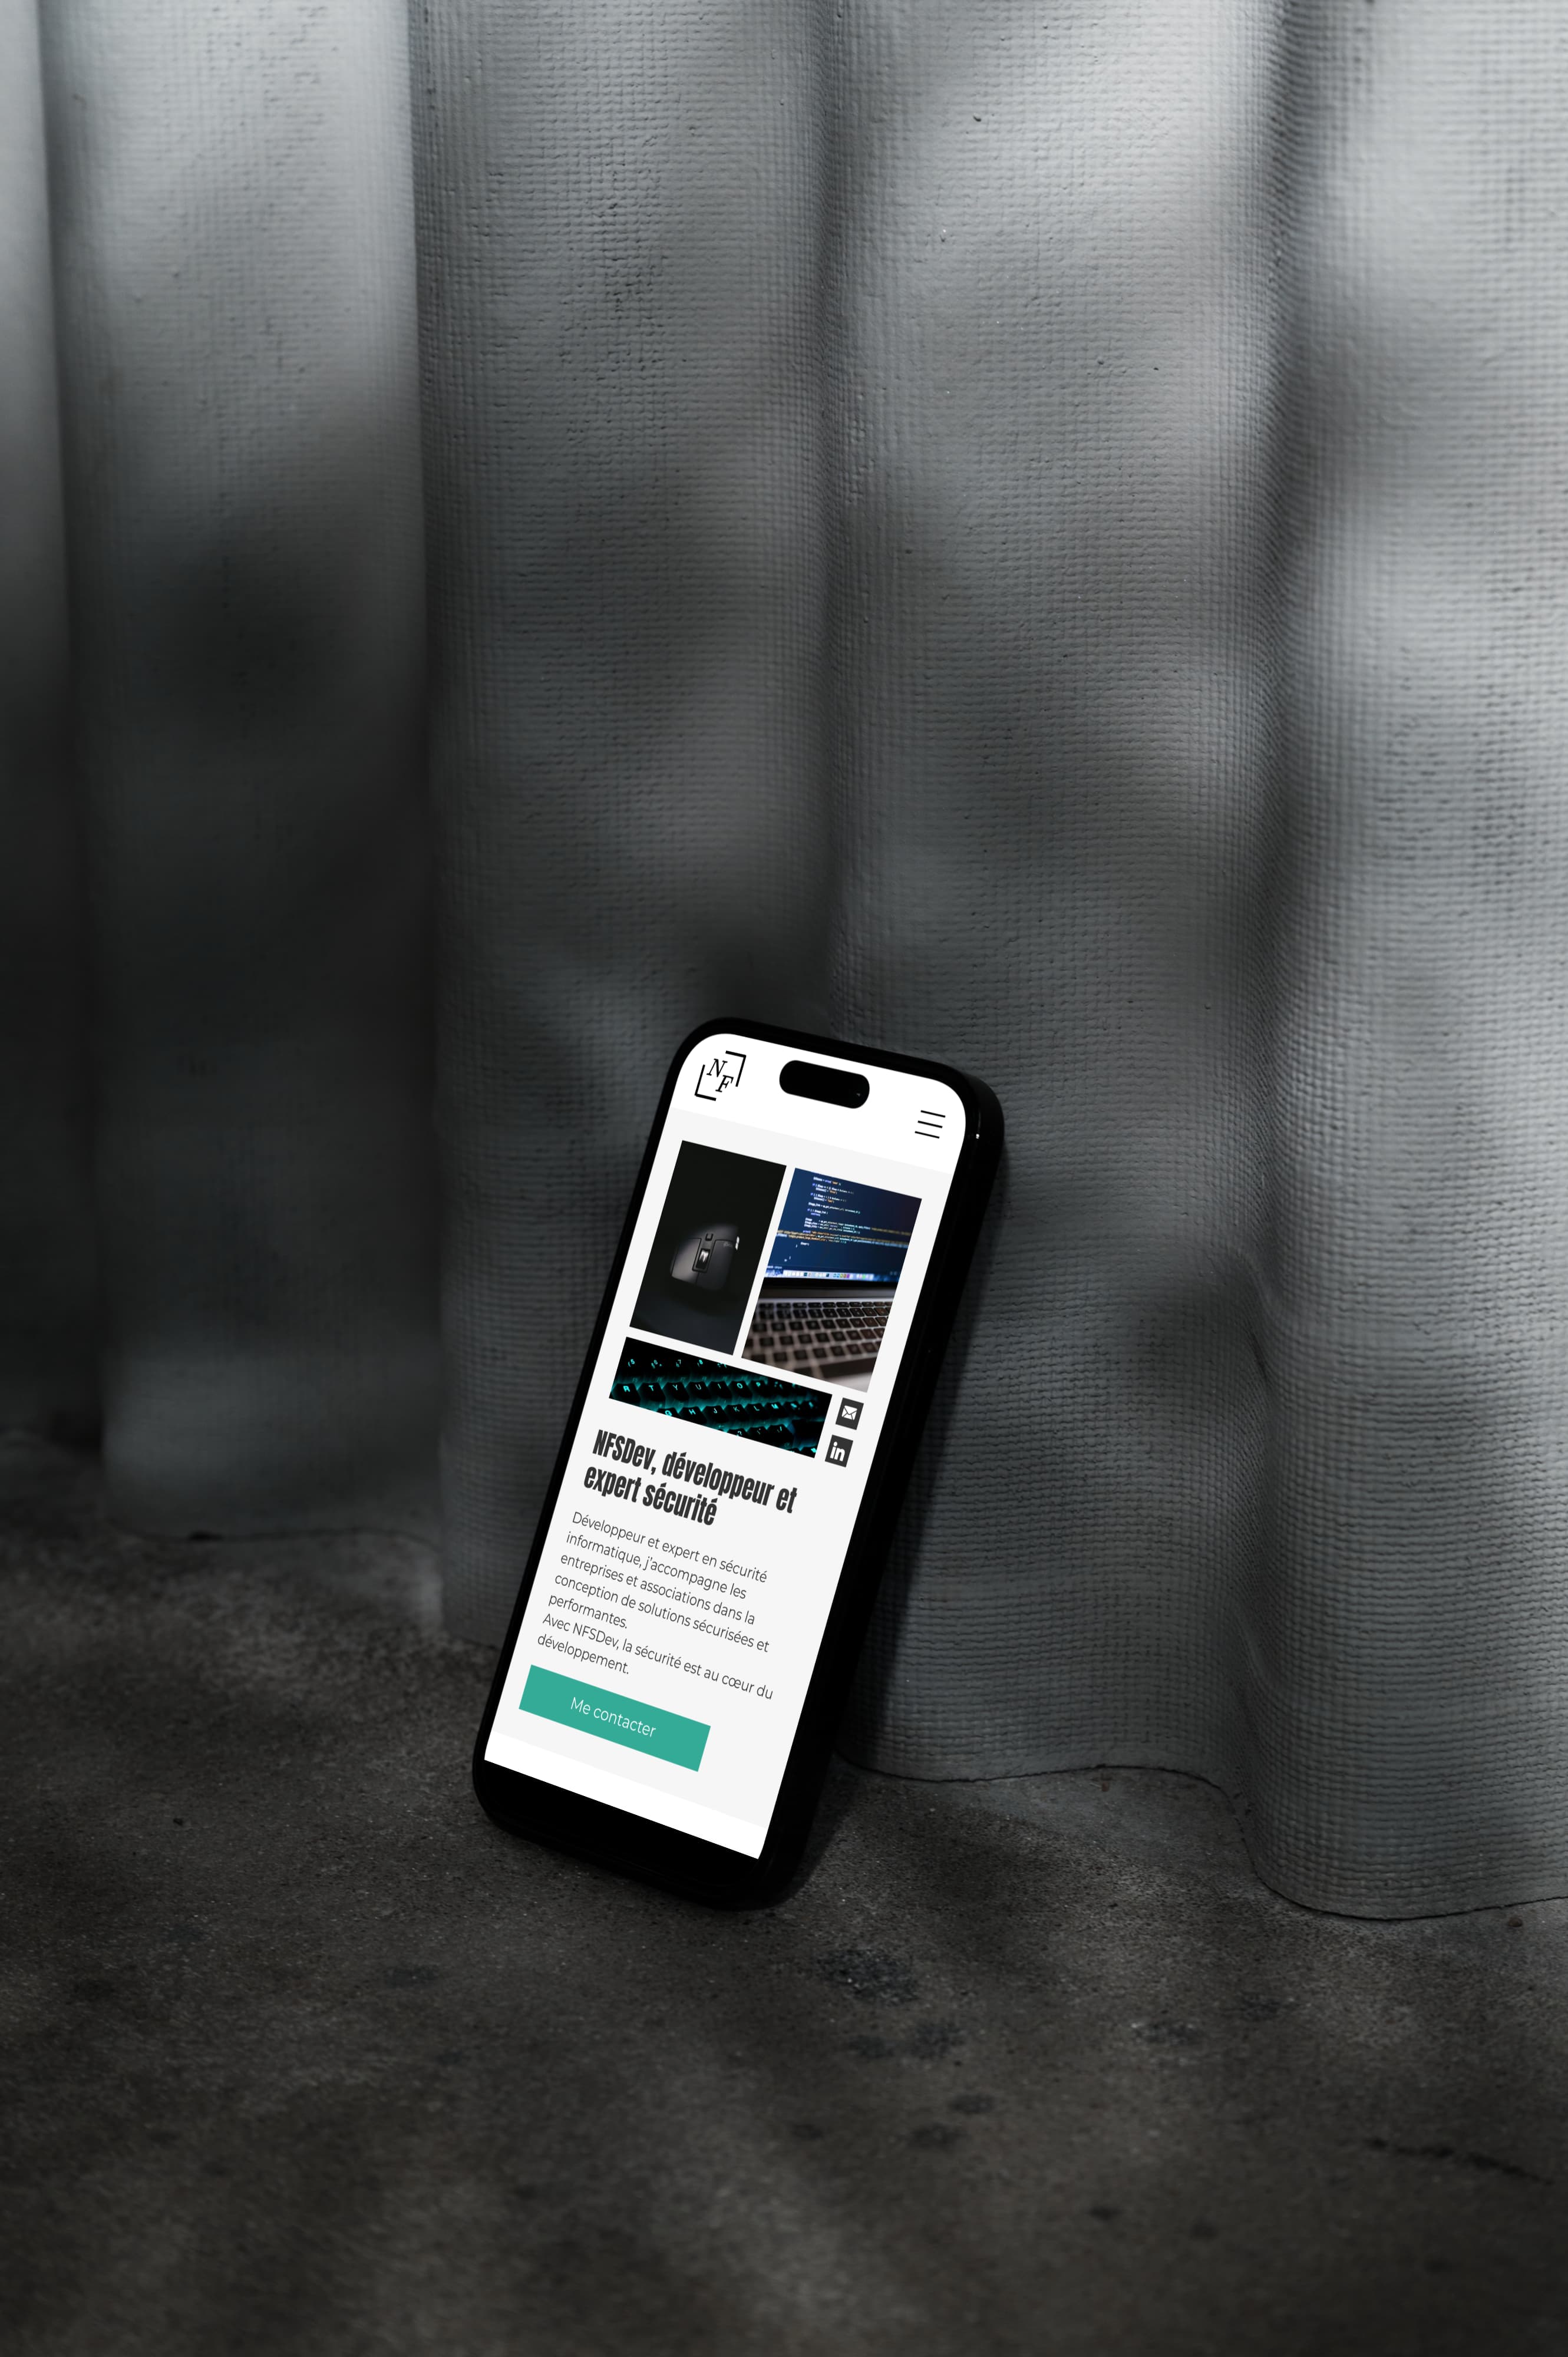 N
F
NFSDev, développeur et
expert sécurité
Développeur et expert en sécurité
informatique, j'accompagne les
entreprises et associations dans la
conception de solutions sécurisées et
performantes.
Avec NFSDev, la sécurité est au cœur du
développement.
Me contacter